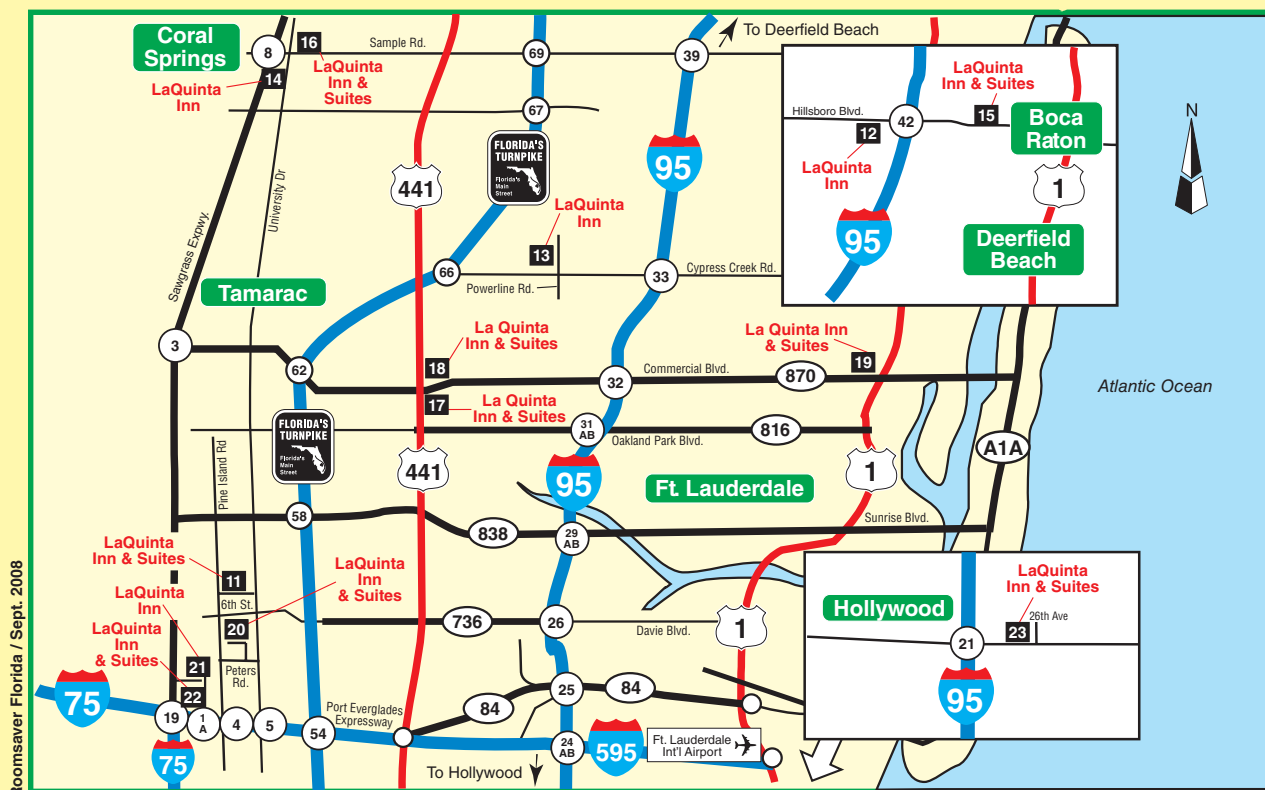 Coral
Springs
8
16
Sample Rd.
69
39
To Deerfield Beach
LaQuinta
Inn &
Suites
14
LaQuinta
Inn
67
FLORIDA'S
TURNPIKE
Florida's
Main
Street
95
441
University Dr
Sawgrass Expwy.
LaQuinta
Inn
13
66
Powerline Rd.
33
Cypress Creek Rd.
Tamarac
LaQuinta
Inn & Suites
Hillsboro Blvd.
12
42
15
Boca
Raton
LaQuinta
Inn
1
95
Deerfield
Beach
N
3
62
La Quinta
Inn & Suites
18
32
Commercial Blvd.
870
La Quinta Inn
& Suites
19
17
La Quinta
Inn & Suites
Atlantic Ocean
FLORIDA'S
TURNPIKE
Florida's
Main
Street
31
AB
Oakland Park Blvd.
816
A1A
Pine Island Rd
441
95
1
Ft. Lauderdale
58
838
29
AB
Sunrise Blvd.
LaQuinta
Inn & Suites
11
6th St.
LaQuinta
Inn
& Suites
LaQuinta
Inn
20
736
26
Davie Blvd.
1
LaQuinta
Inn
& Suites
21
22
Peters
Rd.
Hollywood
LaQuinta
Inn & Suites
23
26th Ave
21
95
75
19
1
A
4
5
54
Port Everglades
Expressway
84
25
84
24
AB
595
Ft. Lauderdale
Int'l Airport
75
To Hollywood
Roomsaver Florida / Sept. 2008